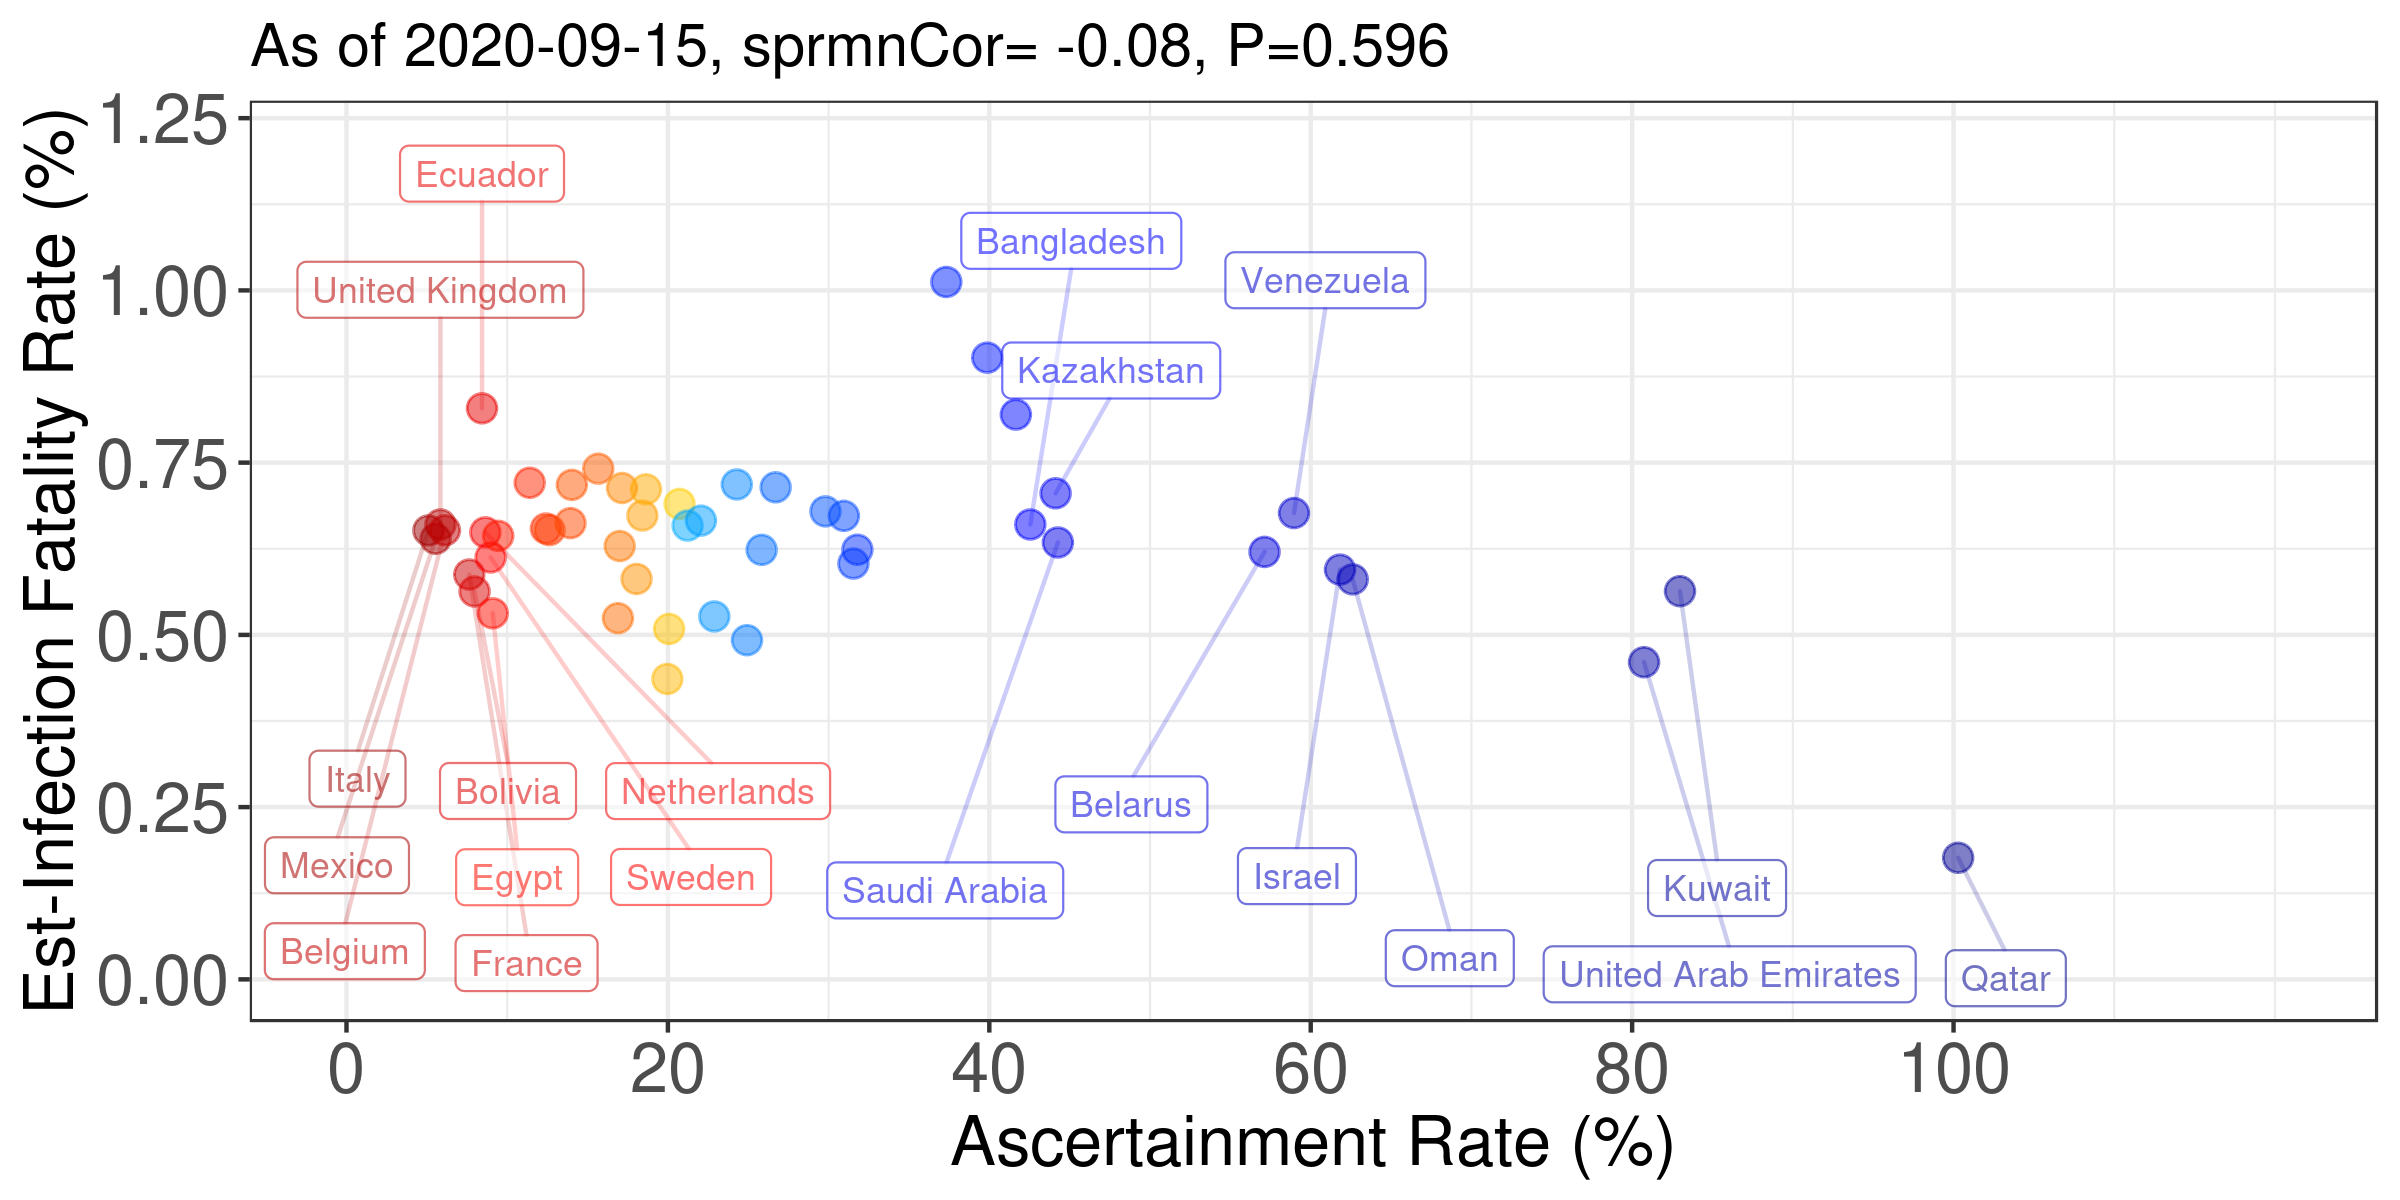 As of 2020-09-15, sprmnCor= -0.08, P=0.596
Est-Infection Fatality Rate (%)
1.25
1.00
0.75
0.50
0.25
0.00
Ecuador
United Kingdom
Bangladesh
Venezuela
Kazakhstan
Italy
Bolivia
Netherlands
Belarus
Mexico
Egypt
Sweden
Saudi Arabia
Israel
Kuwait
Belgium
France
Oman
United Arab Emirates
Qatar
0
20
40
60
80
100
Ascertainment Rate (%)